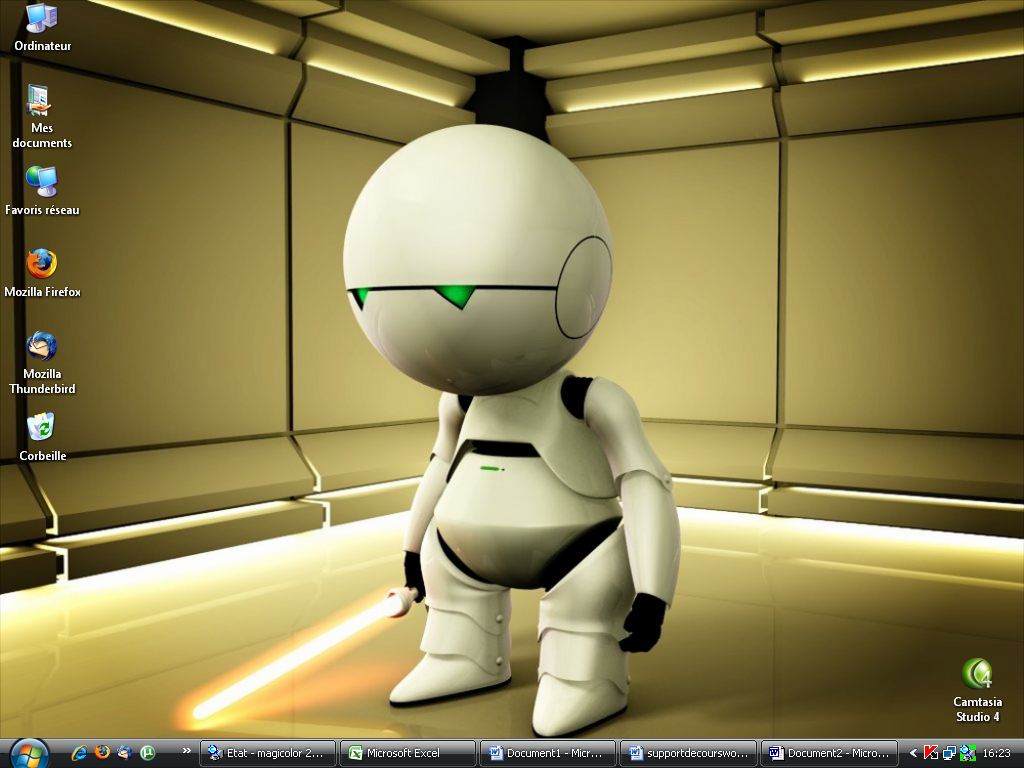 Ordinateur
Mes
documents
Favoris réseau
Mozilla Firefox
Mozilla
Thunderbird
Corbeille
4
Camtasia
Studio 4
Etat - magicolor 2...
Microsoft Excel
Document1 - Micr...
supportdecourswo...
Document2 - Micro...
16:23